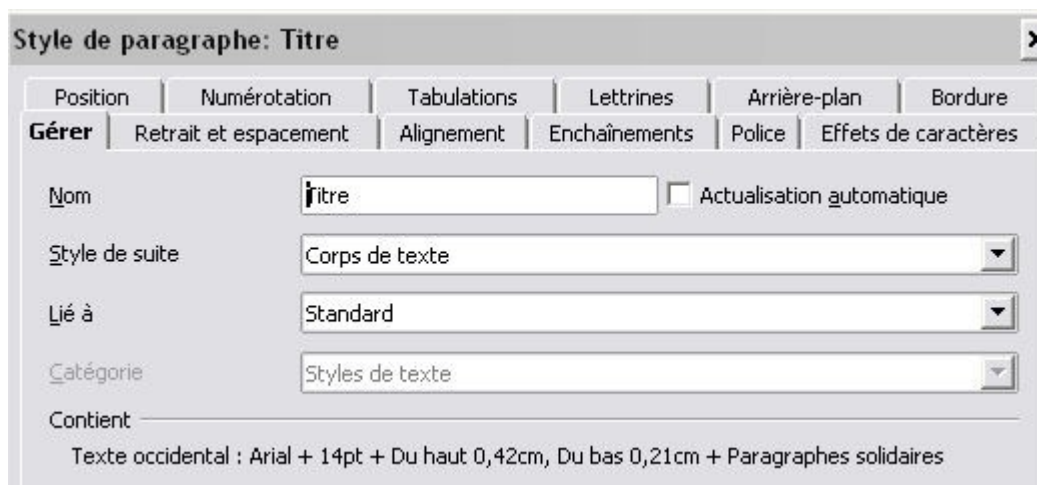 Style de paragraphe: Titre
Position Numérotation Tabulations Lettrines Arrière-plan Bordure
Gérer Retrait et espacement Alignement Enchaînements Police Effets de caractères
Nom Titre Actualisation automatique
Style de suite Corps de texte
Lié à Standard
Catégorie Styles de texte
Contient
Texte occidental : Arial + 14pt + Du haut 0,42cm, Du bas 0,21cm + Paragraphes solidaires